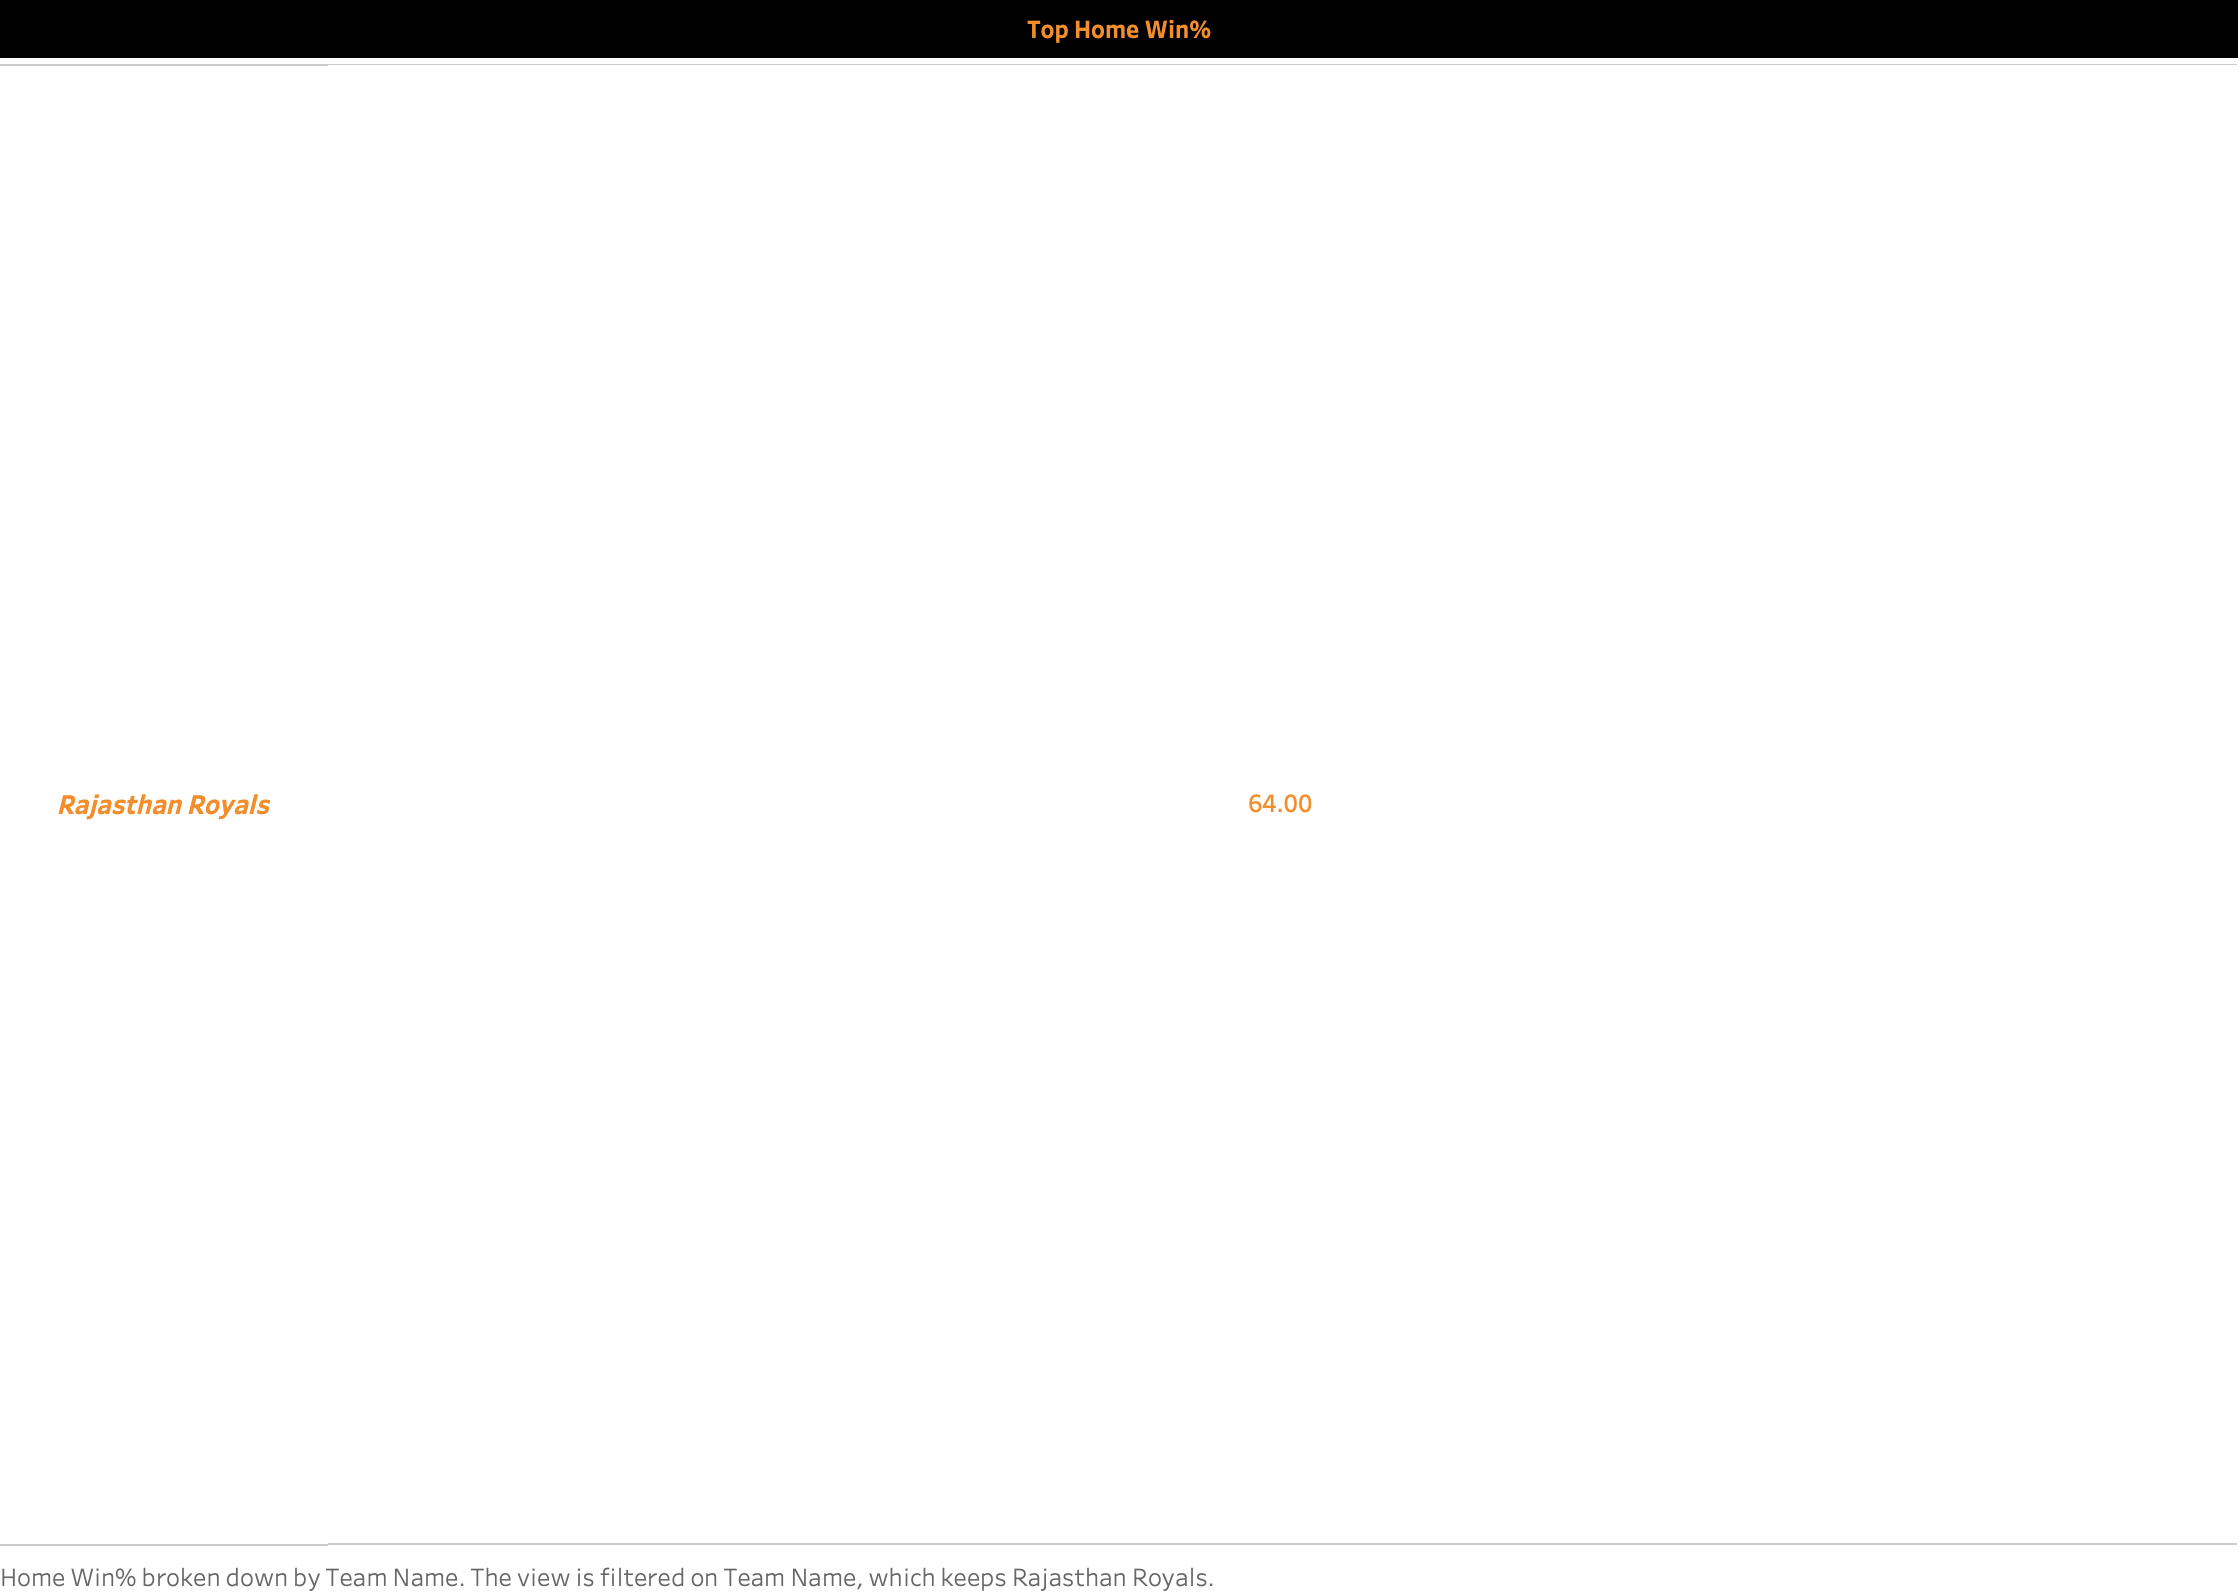 Top Home Win%
Rajasthan Royals 64.00
Home Win% broken down by Team Name. The view is filtered on Team Name, which keeps Rajasthan Royals.